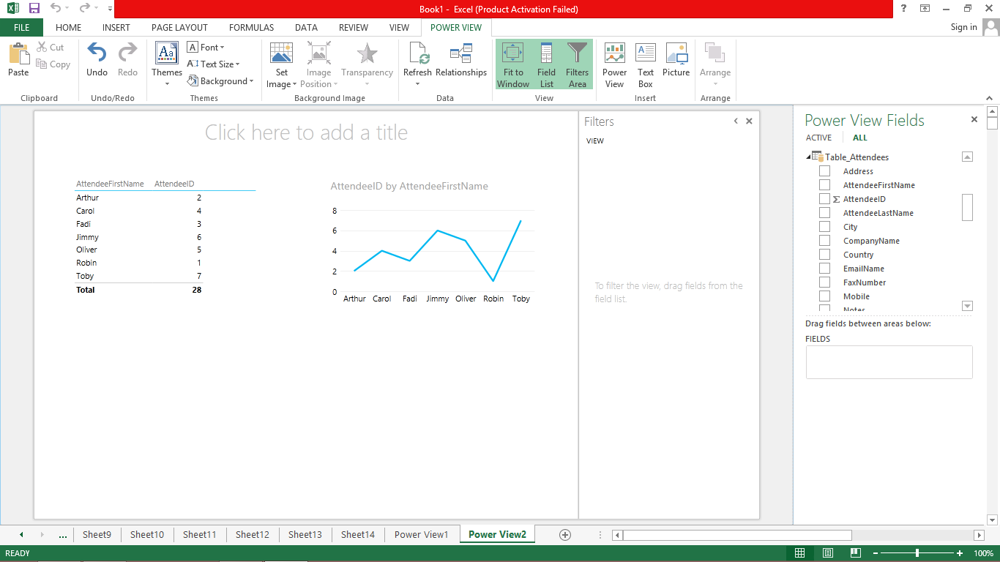 Book1 - Excel (Product Activation Failed)
?
FILE HOME INSERT PAGE LAYOUT FORMULAS DATA REVIEW VIEW POWER VIEW Sign in
Paste Cut Copy
Clipboard
Undo Redo
Undo/Redo
Aa Themes A Font A Text Size Background
Themes
Set Image Image Position Transparency
Background Image
Refresh Relationships
Data
Fit to Window Field List Filters Area
View
Power View A Text Box Picture
Insert
Arrange
Arrange
Click here to add a title
AttendeeFirstName AttendeeID
Arthur 2
Carol 4
Fadi 3
Jimmy 6
Oliver 5
Robin 1
Toby 7
Total 28
AttendeeID by AttendeeFirstName
8
6
4
2
0
Arthur Carol Fadi Jimmy Oliver Robin Toby
Filters
VIEW
To filter the view, drag fields from the
field list.
Power View Fields
ACTIVE ALL
Table_Attendees
Address
AttendeeFirstName
Σ AttendeeID
AttendeeLastName
City
CompanyName
Country
EmailName
FaxNumber
Mobile
Notes
Drag fields between areas below:
FIELDS
... Sheet9 Sheet10 Sheet11 Sheet12 Sheet13 Sheet14 Power View1 Power View2
READY 100%